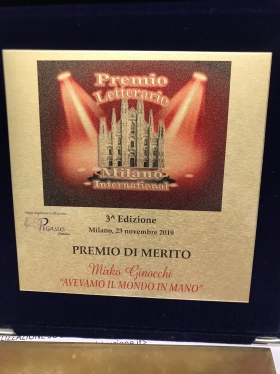 Premio
Letterario
Milano
International
3^ Edizione
Milano, 23 novembre 2019
PEGASUS
PREMIO DI MERITO
Mirko Ginocchi
"AVEVAMO IL MONDO IN MANO"